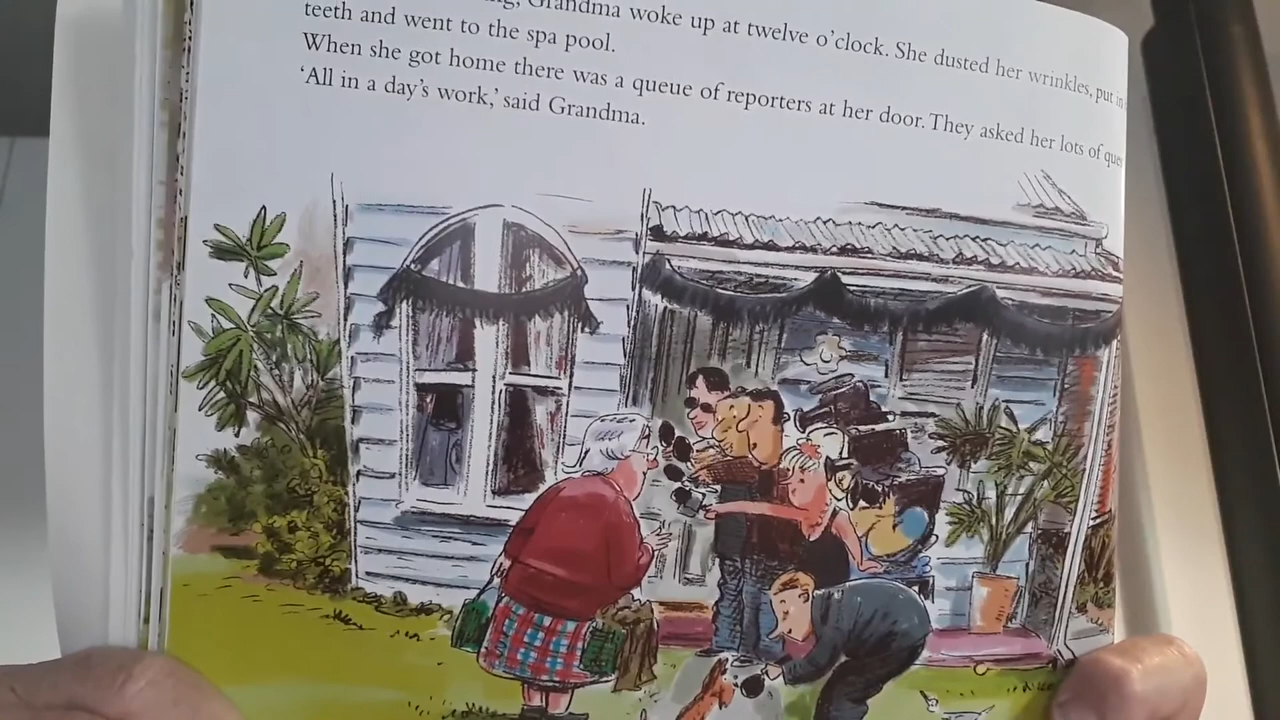 Grandma woke up at twelve o’clock. She dusted her wrinkles, put in
teeth and went to the spa pool.
When she got home there was a queue of reporters at her door. They asked her lots of
‘All in a day’s work,’ said Grandma.